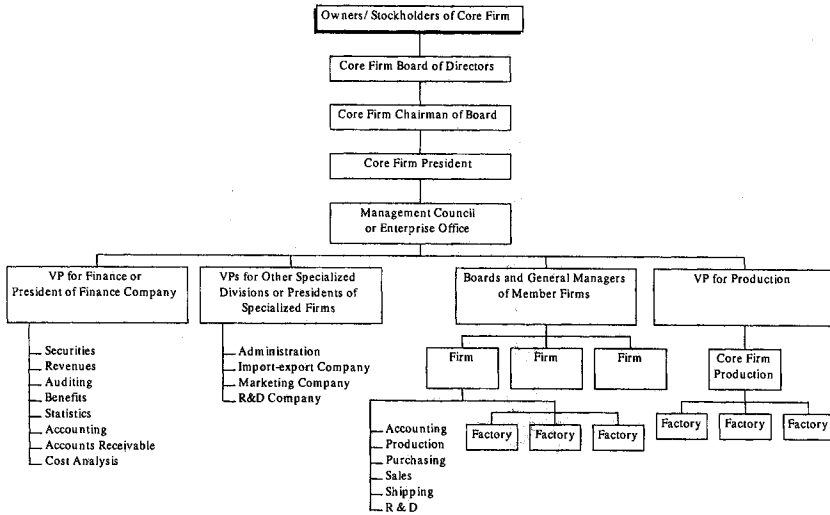 Owners/ Stockholders of Core Firm
Core Firm Board of Directors
Core Firm Chairman of Board
Core Firm President
Management Council
or Enterprise Office
VP for Finance or
President of Finance Company
VPs for Other Specialized
Divisions or Presidents of
Specialized Firms
Boards and General Managers
of Member Firms
VP for Production
Securities
Revenues
Auditing
Benefits
Statistics
Accounting
Accounts Receivable
Cost Analysis
Administration
Import-export Company
Marketing Company
R&D Company
Firm
Firm
Firm
Accounting
Production
Purchasing
Sales
Shipping
R & D
Factory
Factory
Factory
Core Firm
Production
Factory
Factory
Factory